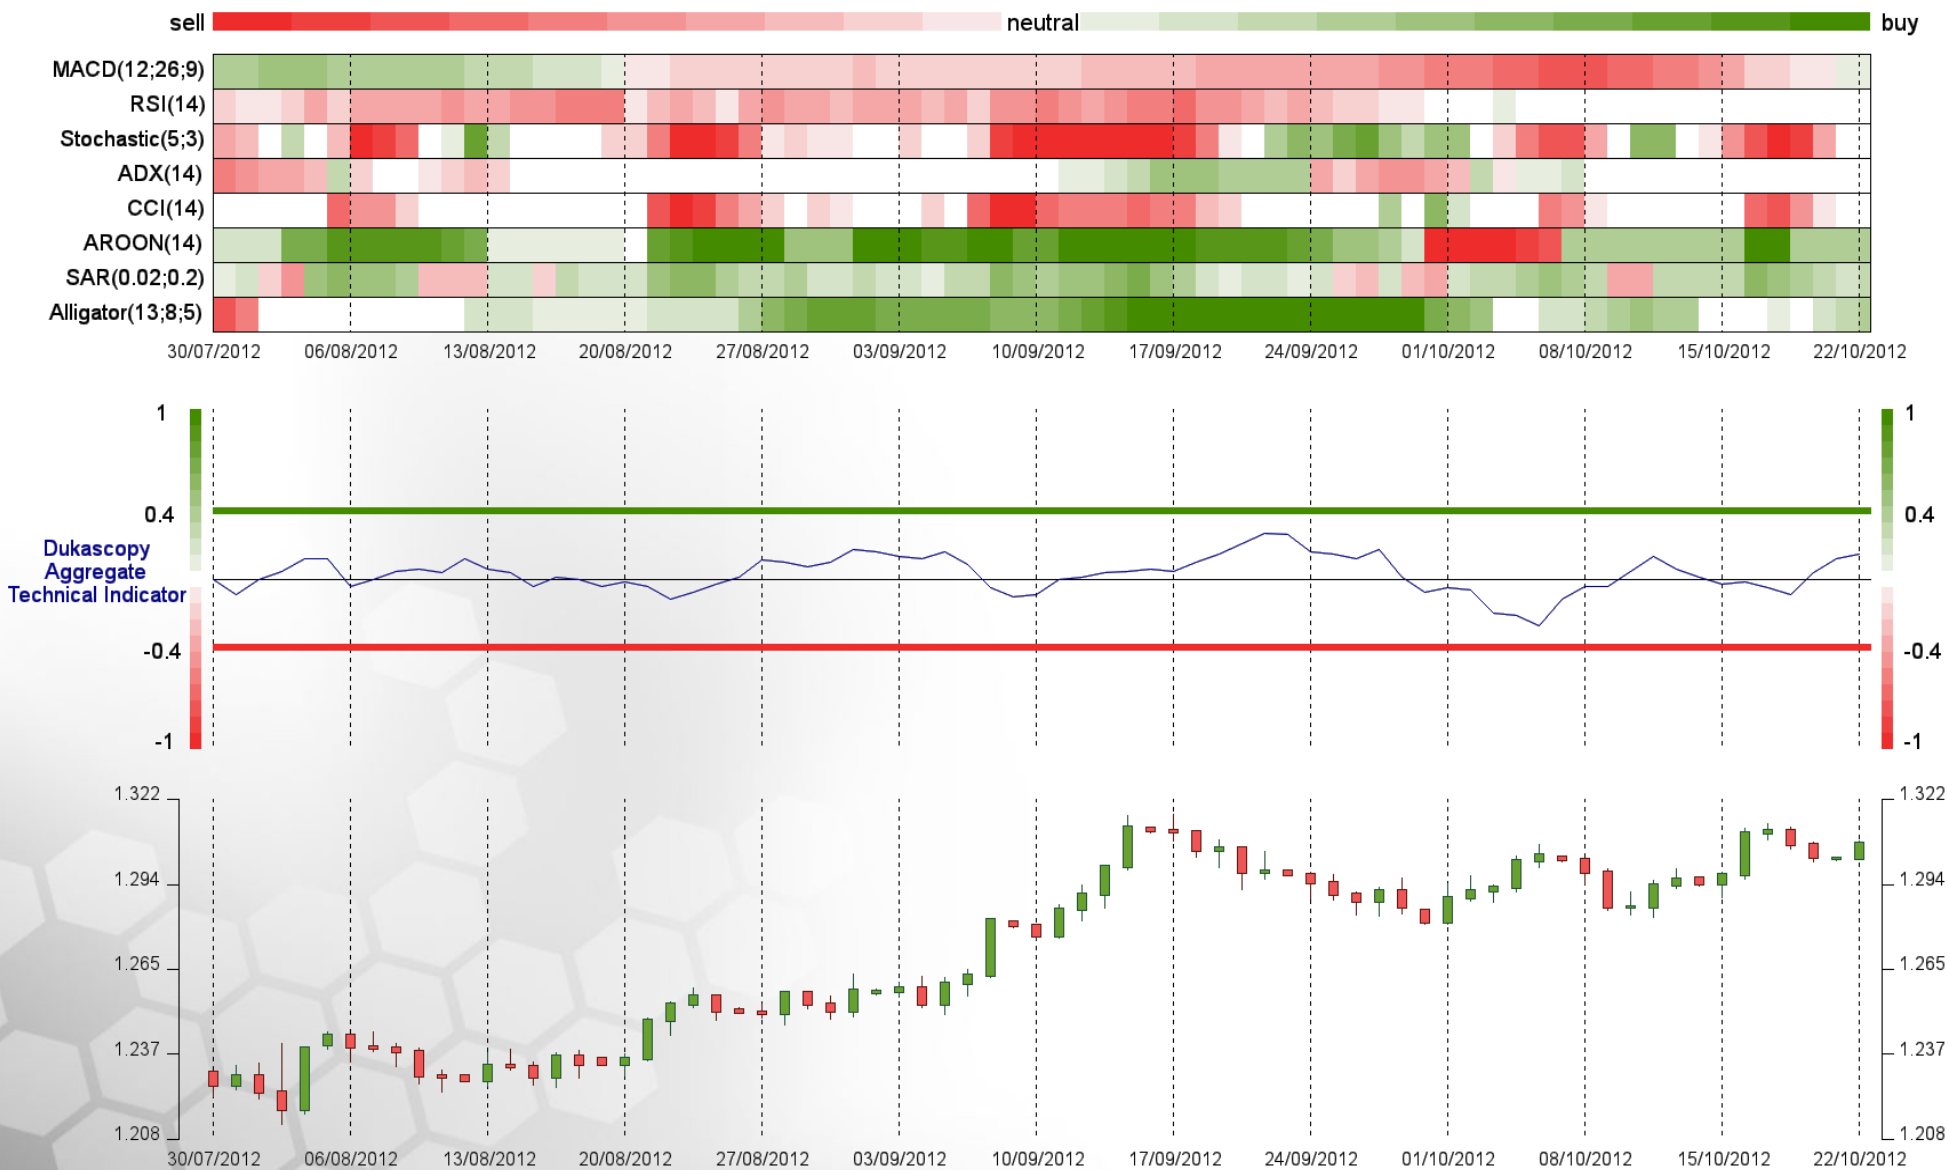 sell neutral buy
MACD(12;26;9)
RSI(14)
Stochastic(5;3)
ADX(14)
CCI(14)
AROON(14)
SAR(0.02;0.2)
Alligator(13;8;5)
30/07/2012 06/08/2012 13/08/2012 20/08/2012 27/08/2012 03/09/2012 10/09/2012 17/09/2012 24/09/2012 01/10/2012 08/10/2012 15/10/2012 22/10/2012
1 1
0.4 0.4
Dukascopy
Aggregate
Technical Indicator
-0.4 -0.4
-1 -1
1.322 1.322
1.294 1.294
1.265 1.265
1.237 1.237
1.208 1.208
30/07/2012 06/08/2012 13/08/2012 20/08/2012 27/08/2012 03/09/2012 10/09/2012 17/09/2012 24/09/2012 01/10/2012 08/10/2012 15/10/2012 22/10/2012